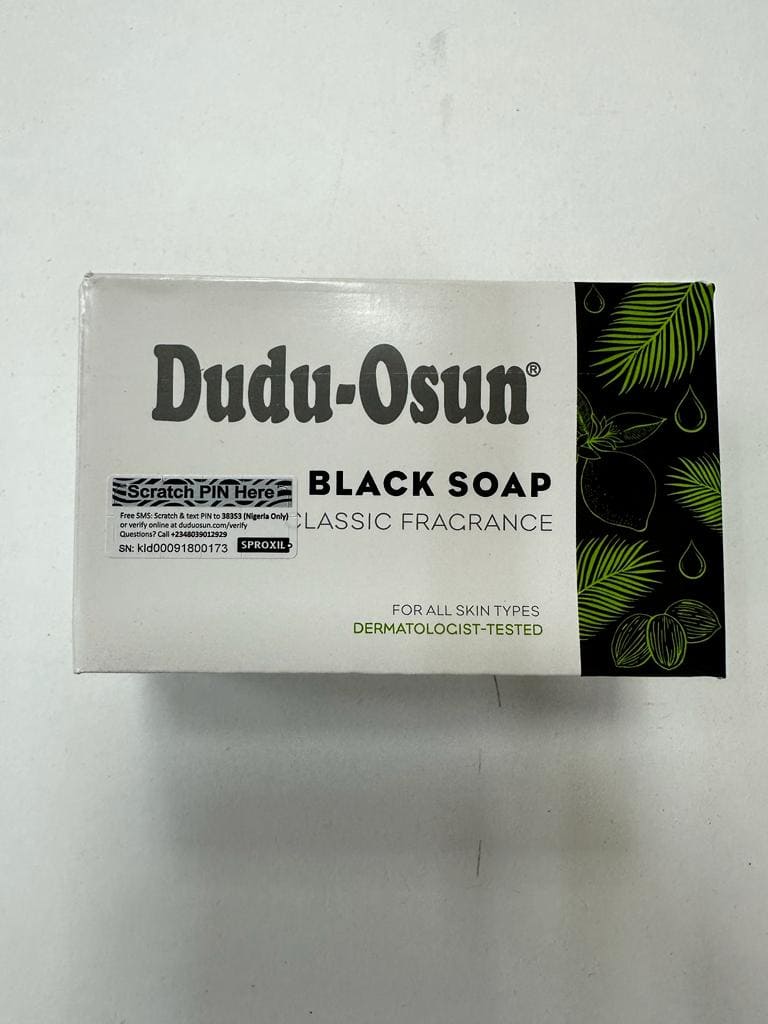 Dudu-Osun®
BLACK SOAP
CLASSIC FRAGRANCE
Scratch PIN Here
Free SMS: Scratch & text PIN to 38353 (Nigeria Only)
or verify online at duduosun.com/verify
Questions? Call +2348039012929
SN: kld00091800173 SPROXIL
FOR ALL SKIN TYPES
DERMATOLOGIST-TESTED